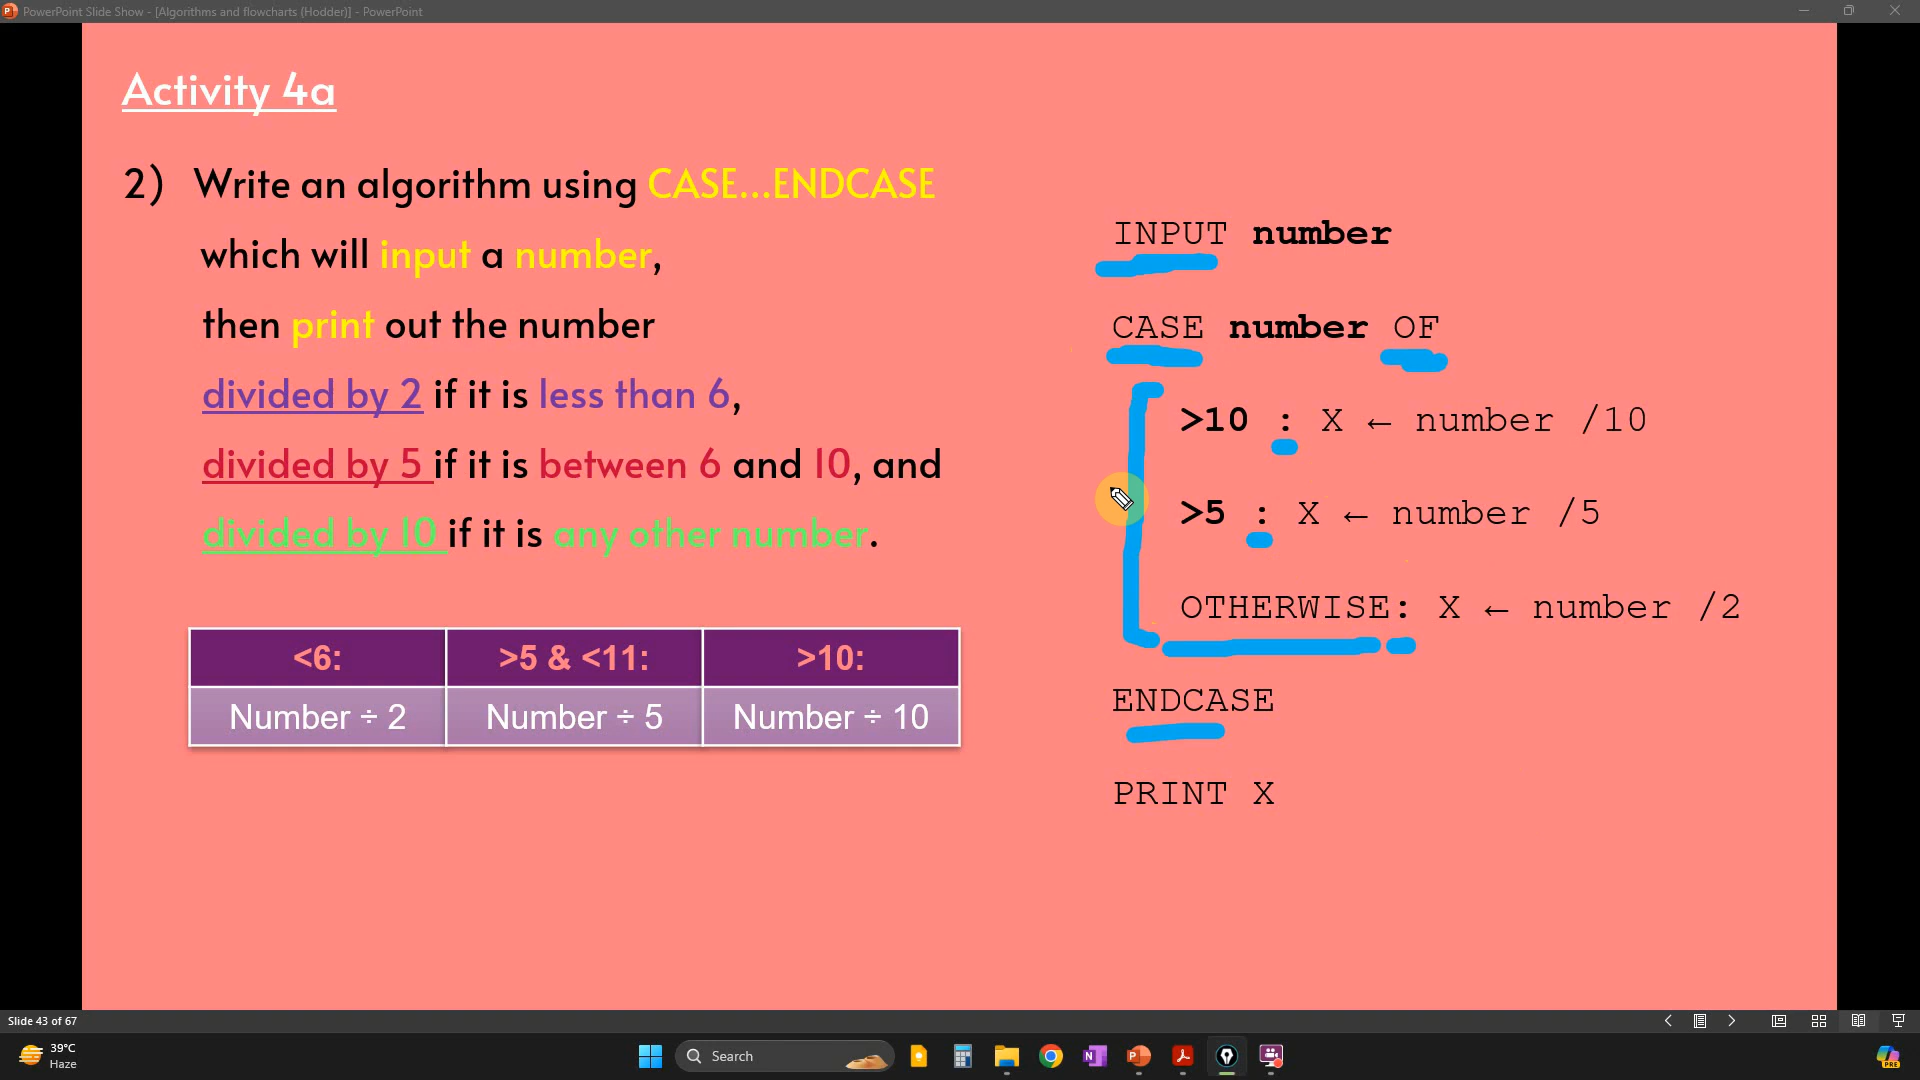 PowerPoint Slide Show - [Algorithms and flowcharts (Hodder)] - PowerPoint
Activity 4a
2) Write an algorithm using CASE...ENDCASE
which will input a number,
then print out the number
divided by 2 if it is less than 6,
divided by 5 if it is between 6 and 10, and
divided by 10 if it is any other number.
<6: >5 & <11: >10:
Number ÷ 2 Number ÷ 5 Number ÷ 10
INPUT number
CASE number OF
>10 : X ← number /10
>5 : X ← number /5
OTHERWISE: X ← number /2
ENDCASE
PRINT X
Slide 43 of 67
39°C
Haze
Search
PRE